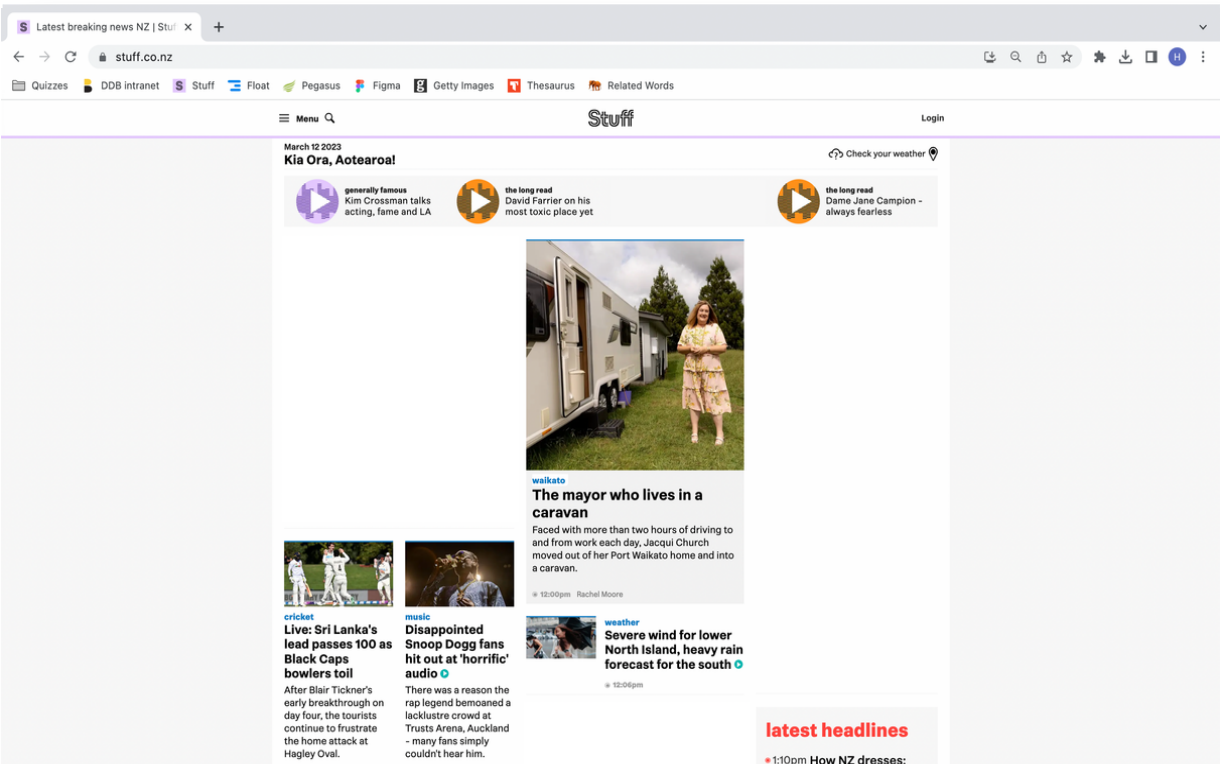 S Latest breaking news NZ | Stuf
stuff.co.nz
H
Quizzes DDB intranet S Stuff Float Pegasus Figma g Getty Images T Thesaurus Related Words
Menu
Stuff
Login
March 12 2023
Kia Ora, Aotearoa!
Check your weather
generally famous
Kim Crossman talks
acting, fame and LA
the long read
David Farrier on his
most toxic place yet
the long read
Dame Jane Campion -
always fearless
waikato
The mayor who lives in a
caravan
Faced with more than two hours of driving to
and from work each day, Jacqui Church
moved out of her Port Waikato home and into
a caravan.
12:00pm Rachel Moore
cricket
Live: Sri Lanka's
lead passes 100 as
Black Caps
bowlers toil
After Blair Tickner's
early breakthrough on
day four, the tourists
continue to frustrate
the home attack at
Hagley Oval.
music
Disappointed
Snoop Dogg fans
hit out at 'horrific'
audio
There was a reason the
rap legend bemoaned a
lacklustre crowd at
Trusts Arena, Auckland
- many fans simply
couldn't hear him.
weather
Severe wind for lower
North Island, heavy rain
forecast for the south
12:06pm
latest headlines
1:10pm How NZ dresses: